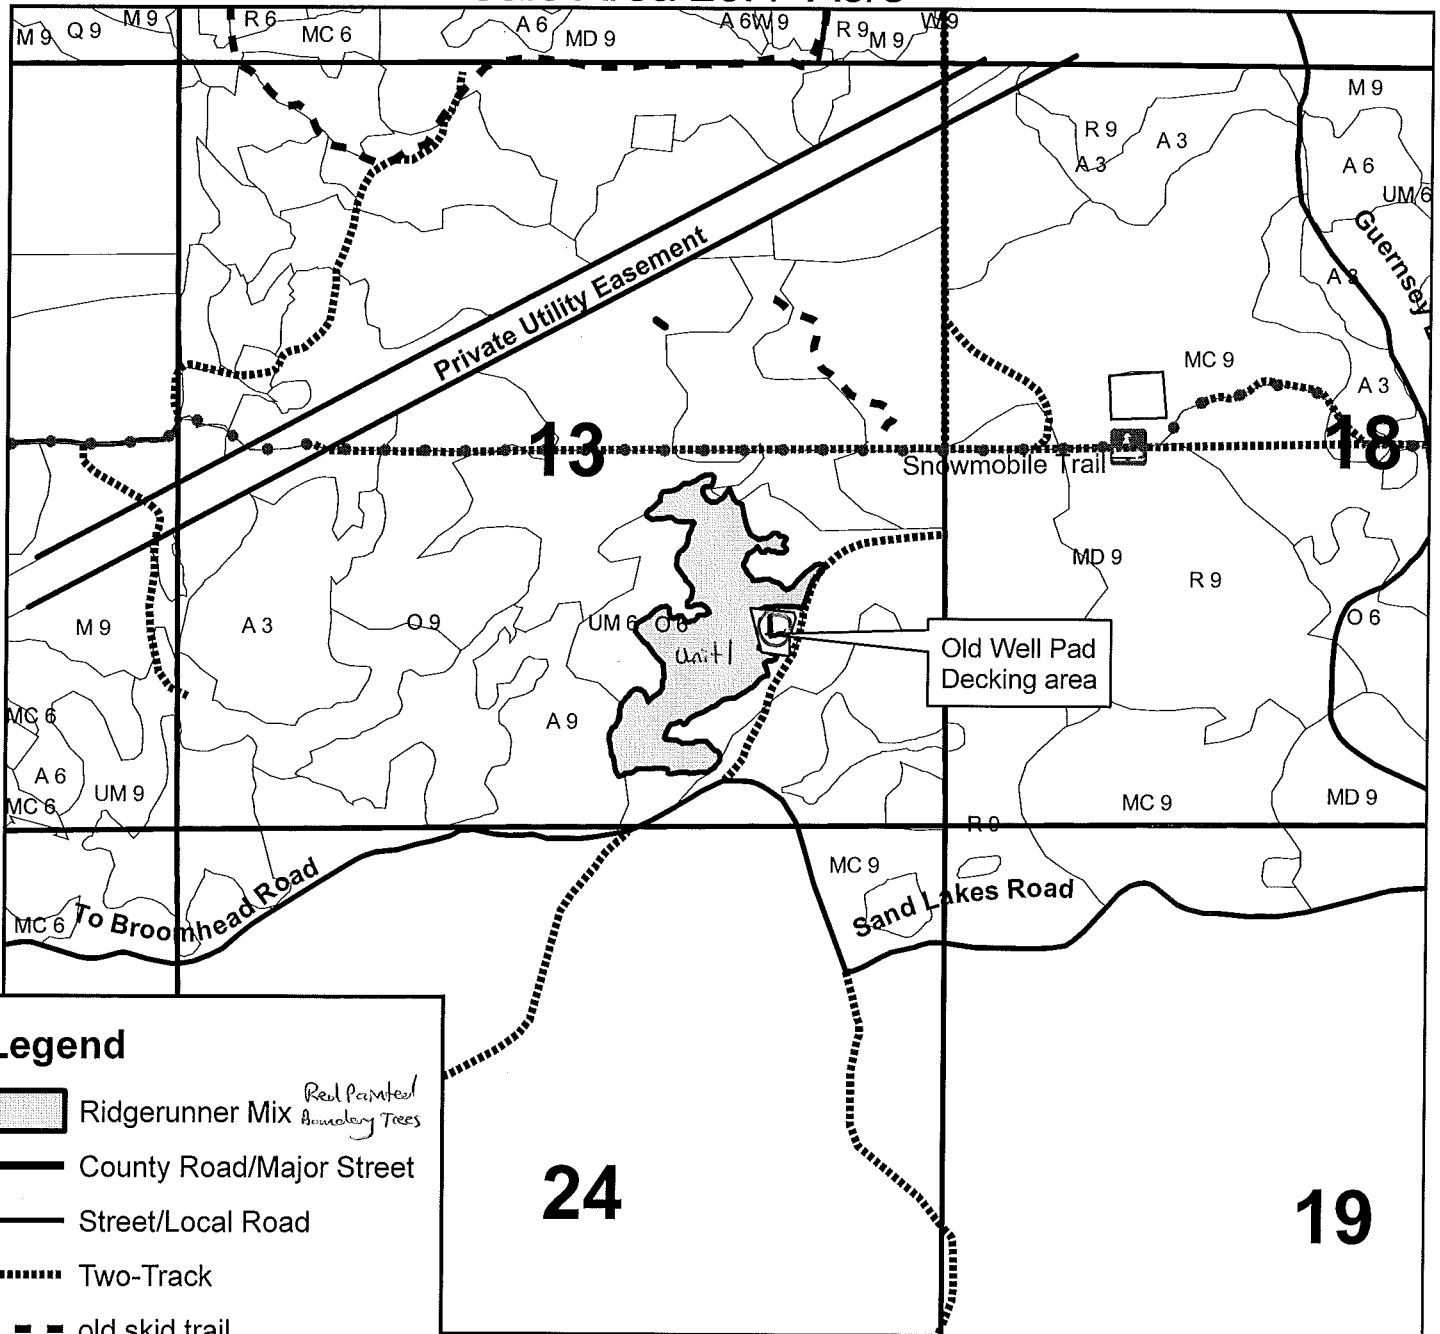 M 9
R 6
A 6
A 6
W 9
W 9
M 9
Q 9
MC 6
MD 9
R 9
M 9
M 9
R 9
A 3
A 3
A 6
UM 6
Guernsey
A 3
Private Utility Easement
MC 9
A 3
13
18
Snowmobile Trail
MD 9
R 9
M 9
A 3
O 9
UM 6
O 6
L
O 6
Unit 1
Old Well Pad
Decking area
MC 6
A 9
A 6
UM 9
MC 6
MC 9
MD 9
R 9
MC 9
To Broomhead Road
Sand Lakes Road
MC 6
Legend
Ridgerunner Mix
Red Painted
Boundary Trees
County Road/Major Street
Street/Local Road
Two-Track
old skid trail
24
19